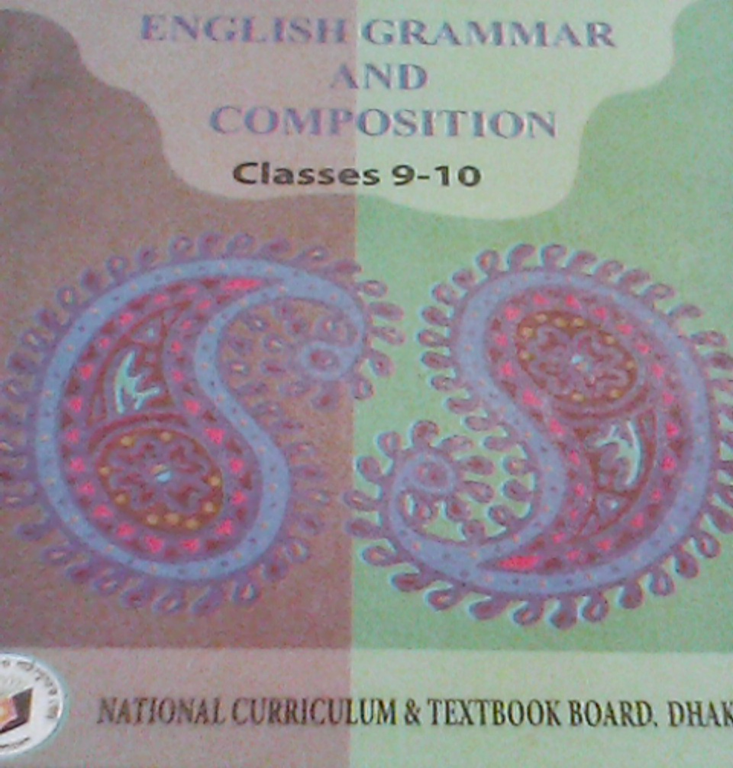 ENGLISH GRAMMAR
AND
COMPOSITION
Classes 9-10
NATIONAL CURRICULUM & TEXTBOOK BOARD, DHAK